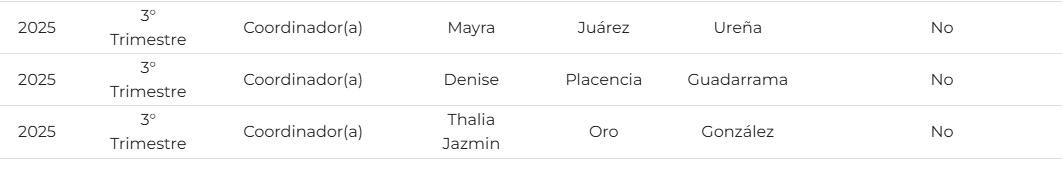 2025 3° Trimestre Coordinador(a) Mayra Juárez Ureña No
2025 3° Trimestre Coordinador(a) Denise Placencia Guadarrama No
2025 3° Trimestre Coordinador(a) Thalia Jazmin Oro González No